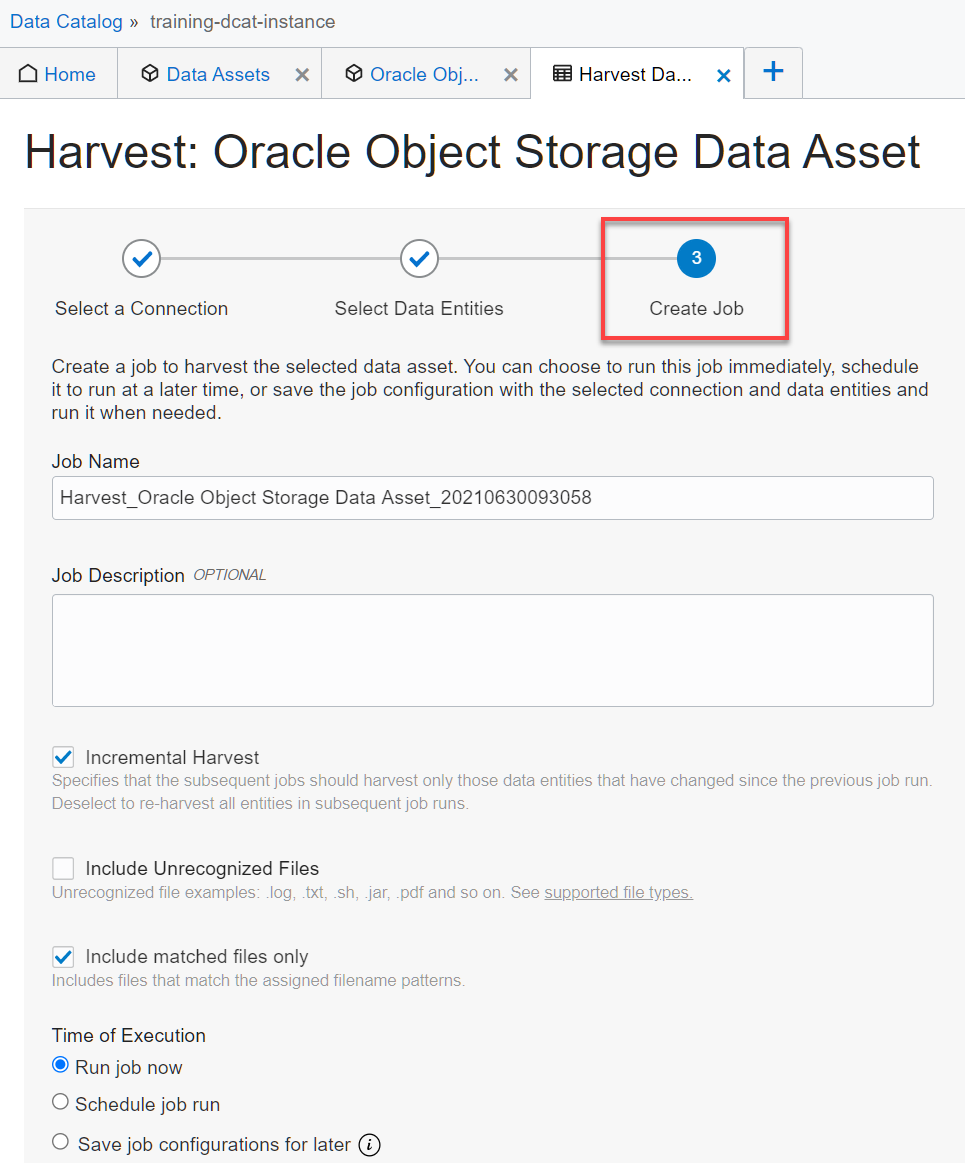 Data Catalog » training-dcat-instance
Home Data Assets Oracle Obj... Harvest Da...
Harvest: Oracle Object Storage Data Asset
3
Select a Connection Select Data Entities Create Job
Create a job to harvest the selected data asset. You can choose to run this job immediately, schedule
it to run at a later time, or save the job configuration with the selected connection and data entities and
run it when needed.
Job Name
Harvest_Oracle Object Storage Data Asset_20210630093058
Job Description OPTIONAL
Incremental Harvest
Specifies that the subsequent jobs should harvest only those data entities that have changed since the previous job run.
Deselect to re-harvest all entities in subsequent job runs.
Include Unrecognized Files
Unrecognized file examples: .log, .txt, .sh, .jar, .pdf and so on. See supported file types.
Include matched files only
Includes files that match the assigned filename patterns.
Time of Execution
Run job now
Schedule job run
Save job configurations for later i